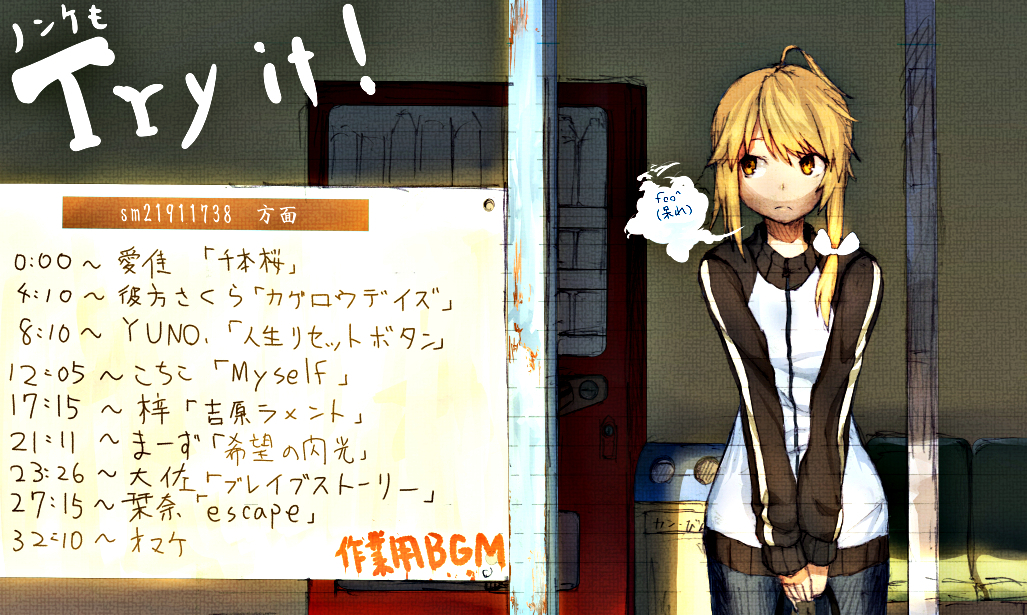 ノンケも
Try it!
sm21911738 方面
0:00～ 愛佳 「千本桜」
4:10～ 彼方さくら「カゲロウデイズ」
8:10～ YUNO.「人生リセットボタン」
12:05～こちこ「Myself」
17:15～梓「吉原ラメント」
21:11～まーず「希望の閃光」
23:26～大佐「ブレイブストーリー」
27:15～栞奈「escape」
32:10～オマケ
作業用BGM
(呆れ)
カン・びん